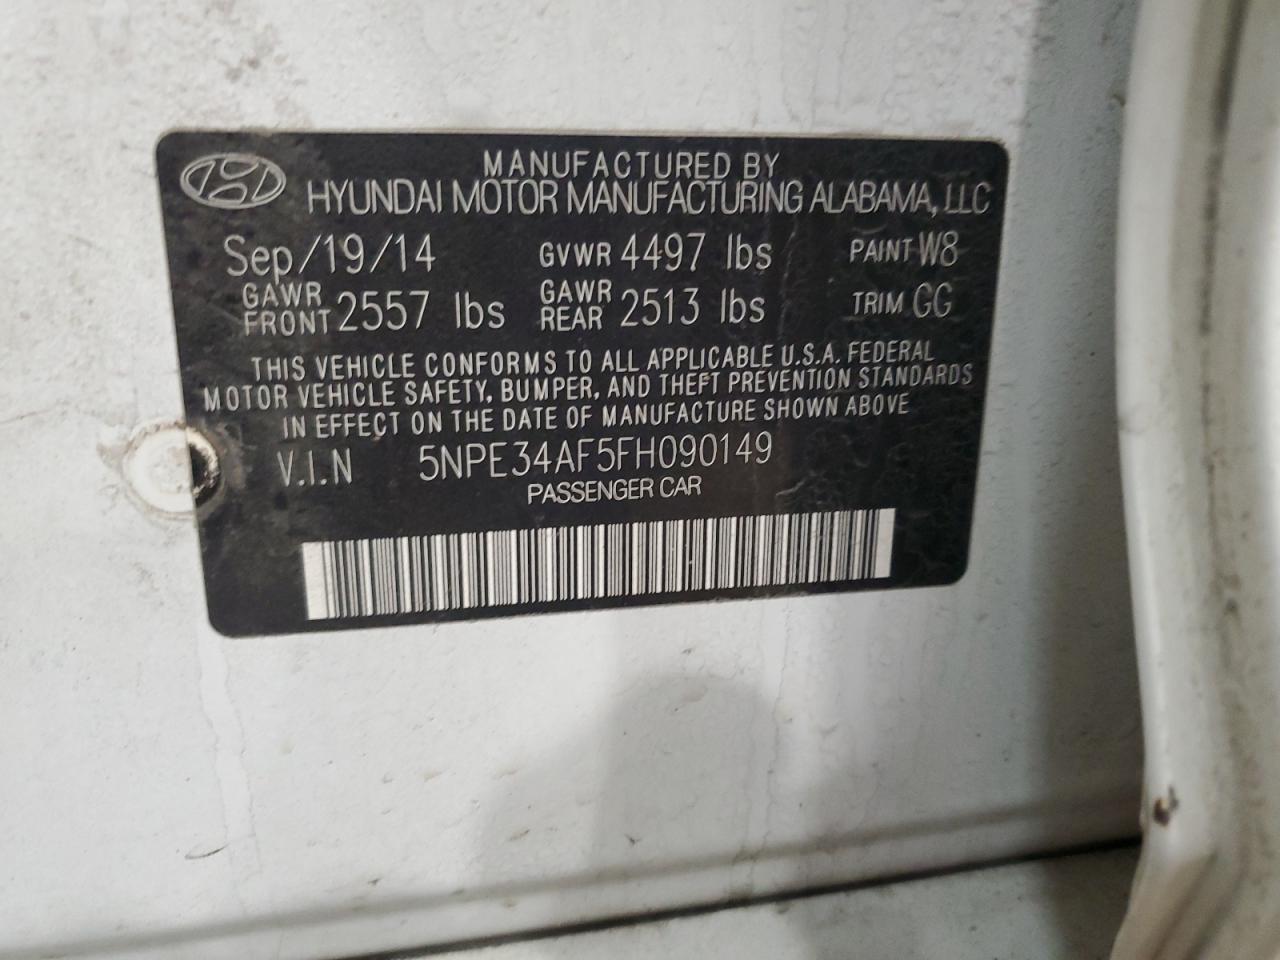 MANUFACTURED BY
HYUNDAI MOTOR MANUFACTURING ALABAMA, LLC
Sep/19/14 GVWR 4497 lbs PAINT W8
GAWR FRONT 2557 lbs GAWR REAR 2513 lbs TRIM GG
THIS VEHICLE CONFORMS TO ALL APPLICABLE U.S.A. FEDERAL
MOTOR VEHICLE SAFETY, BUMPER, AND THEFT PREVENTION STANDARDS
IN EFFECT ON THE DATE OF MANUFACTURE SHOWN ABOVE
V.I.N 5NPE34AF5FH090149
PASSENGER CAR